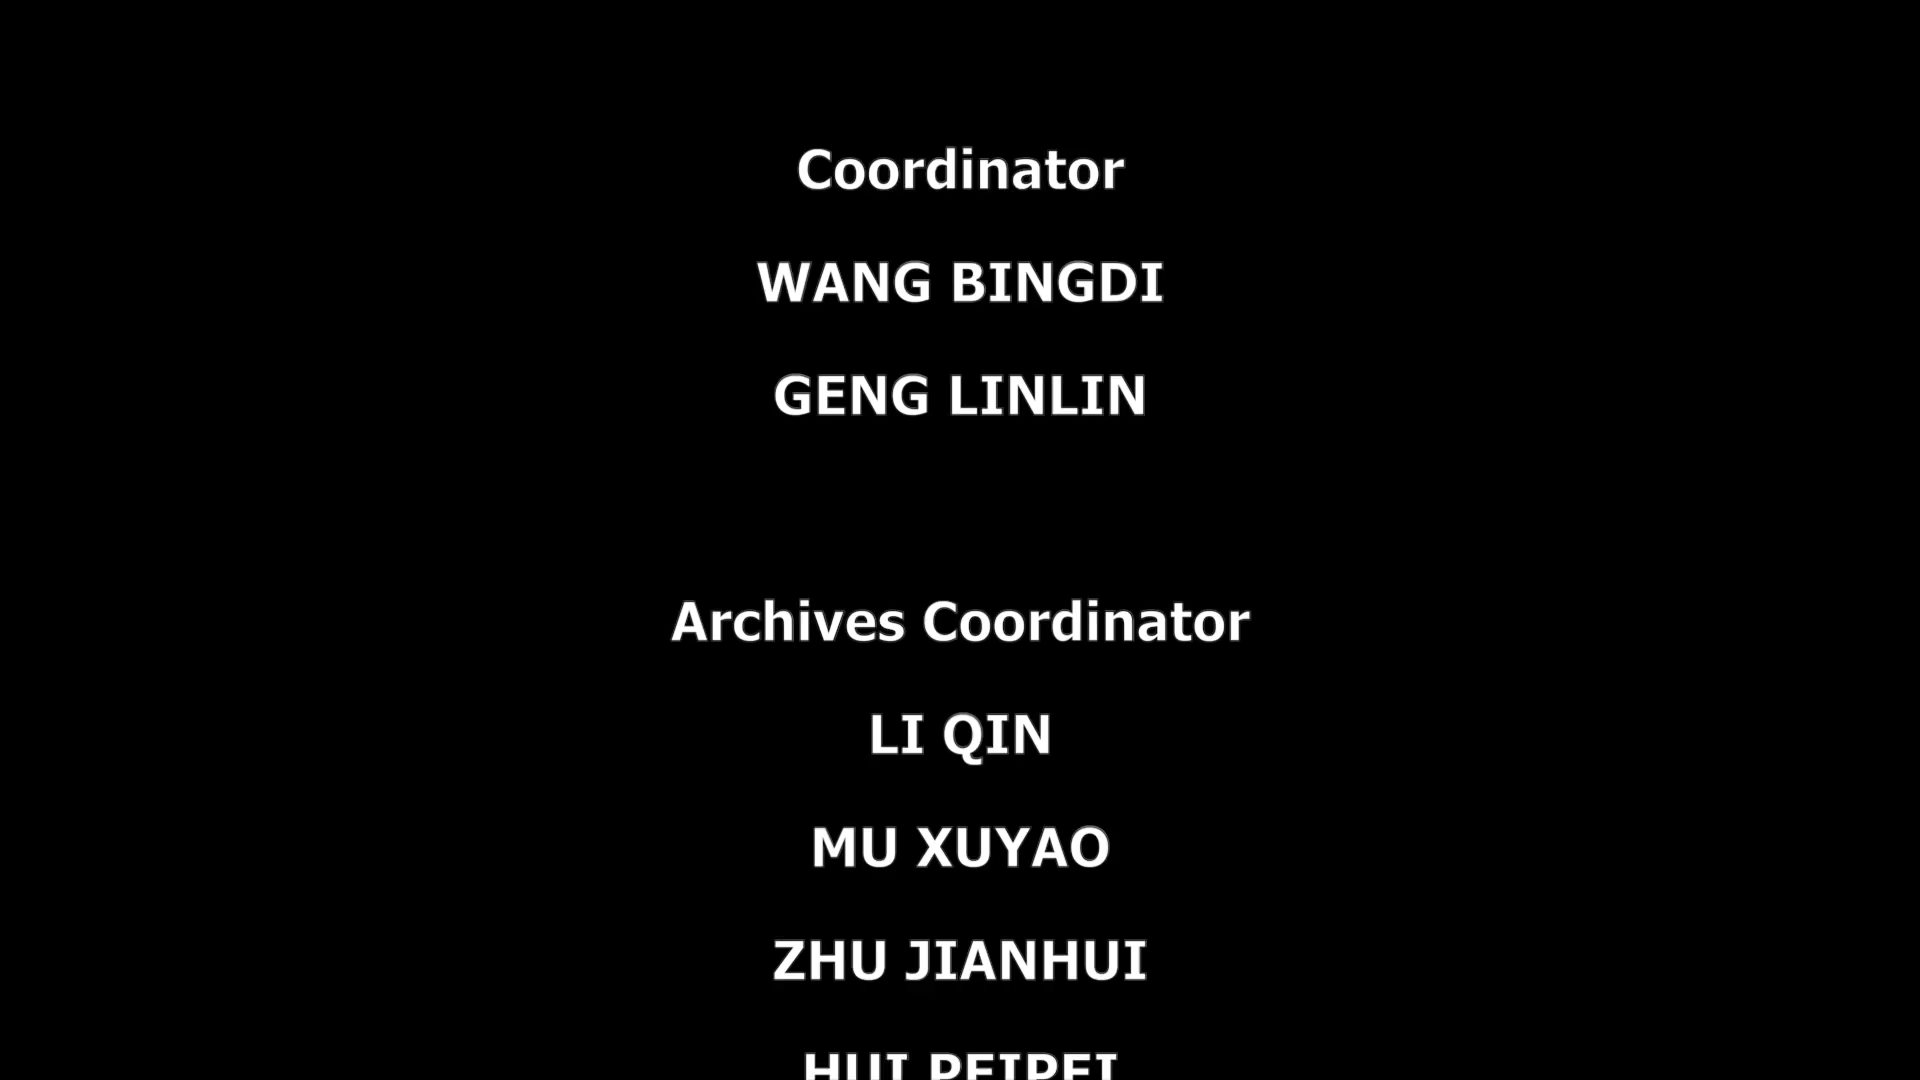 Coordinator
WANG BINGDI
GENG LINLIN
Archives Coordinator
LI QIN
MU XUYAO
ZHU JIANHUI
HUI PEIPEI